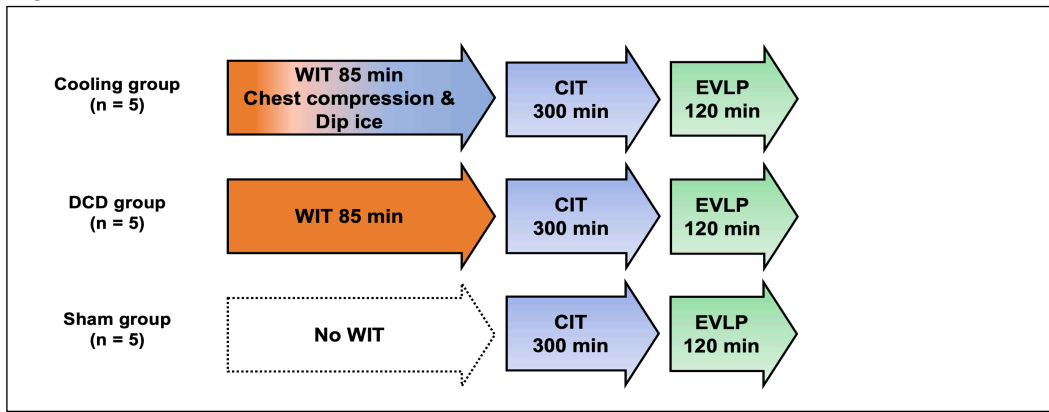 Cooling group
(n = 5)
WIT 85 min
Chest compression &
Dip ice
CIT
300 min
EVLP
120 min
DCD group
(n = 5)
WIT 85 min
CIT
300 min
EVLP
120 min
Sham group
(n = 5)
No WIT
CIT
300 min
EVLP
120 min